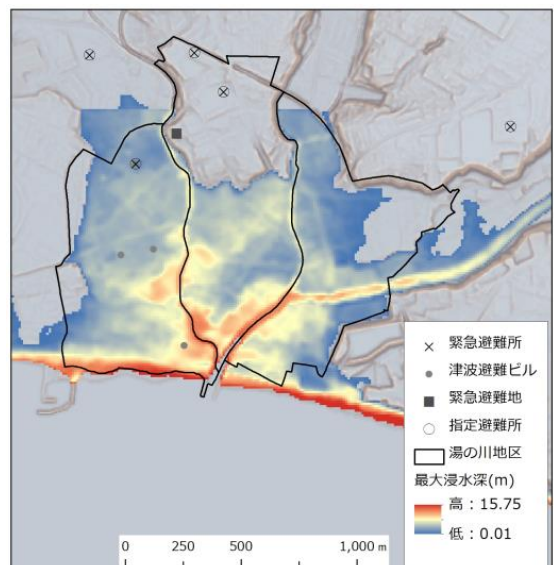 緊急避難所
津波避難ビル
緊急避難地
指定避難所
湯の川地区
最大浸水深(m)
高：15.75
低：0.01
0 250 500 1,000 m